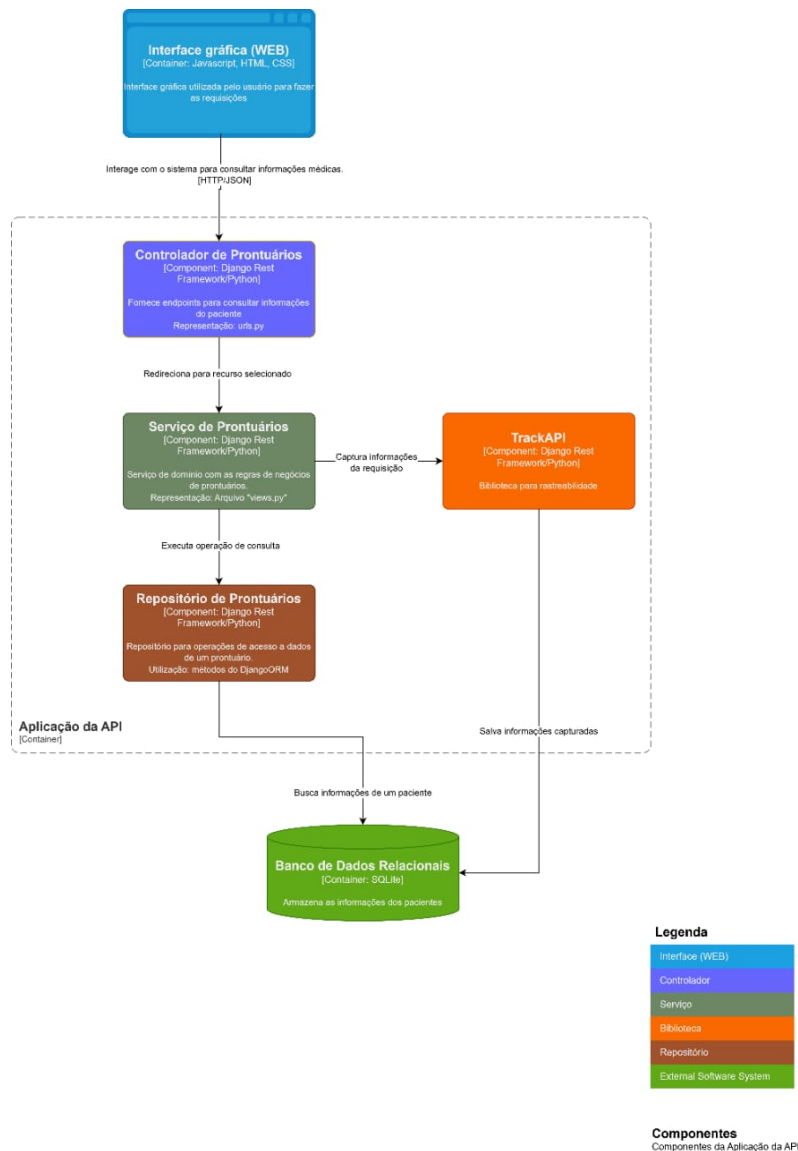 Interface gráfica (WEB)
[Container: Javascript, HTML, CSS]
Interface gráfica utilizada pelo usuário para fazer
as requisições
Interage com o sistema para consultar informações médicas.
[HTTP/JSON]
Controlador de Prontuários
[Component: Django Rest
Framework/Python]
Fornece endpoints para consultar informações
do paciente
Representação: urls.py
Redireciona para recurso selecionado
Serviço de Prontuários
[Component: Django Rest
Framework/Python]
Serviço de domínio com as regras de negócios
de prontuários.
Representação: Arquivo "views.py"
Captura informações
da requisição
TrackAPI
[Component: Django Rest
Framework/Python]
Biblioteca para rastreabilidade
Executa operação de consulta
Repositório de Prontuários
[Component: Django Rest
Framework/Python]
Repositório para operações de acesso a dados
de um prontuário.
Utilização: métodos do DjangoORM
Aplicação da API
[Container]
Salva informações capturadas
Busca informações de um paciente
Banco de Dados Relacionais
[Container: SQLite]
Armazena as informações dos pacientes
Legenda
Interface (WEB)
Controlador
Serviço
Biblioteca
Repositório
External Software System
Componentes
Componentes da Aplicação da API